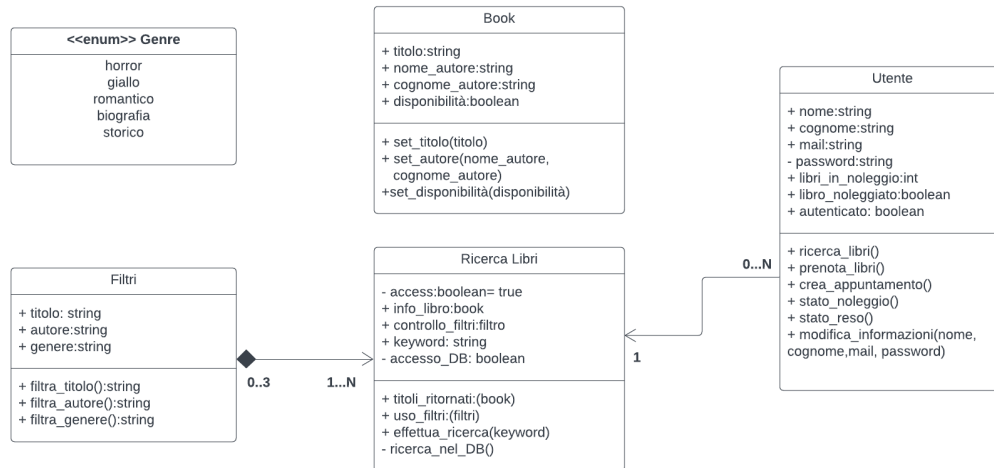 <<enum>> Genre
horror
giallo
romantico
biografia
storico
Book
+ titolo:string
+ nome_autore:string
+ cognome_autore:string
+ disponibilità:boolean
+ set_titolo(titolo)
+ set_autore(nome_autore,
cognome_autore)
+set_disponibilità(disponibilità)
Utente
+ nome:string
+ cognome:string
+ mail:string
- password:string
+ libri_in_noleggio:int
+ libro_noleggiato:boolean
+ autenticato: boolean
+ ricerca_libri()
+ prenota_libri()
+ crea_appuntamento()
+ stato_noleggio()
+ stato_reso()
+ modifica_informazioni(nome,
cognome,mail, password)
Filtri
+ titolo: string
+ autore:string
+ genere:string
+ filtra_titolo():string
+ filtra_autore():string
+ filtra_genere():string
0..3
1...N
Ricerca Libri
- access:boolean= true
+ info_libro:book
+ controllo_filtri:filtro
+ keyword: string
- accesso_DB: boolean
+ titoli_ritornati:(book)
+ uso_filtri:(filtri)
+ effettua_ricerca(keyword)
- ricerca_nel_DB()
0...N
1